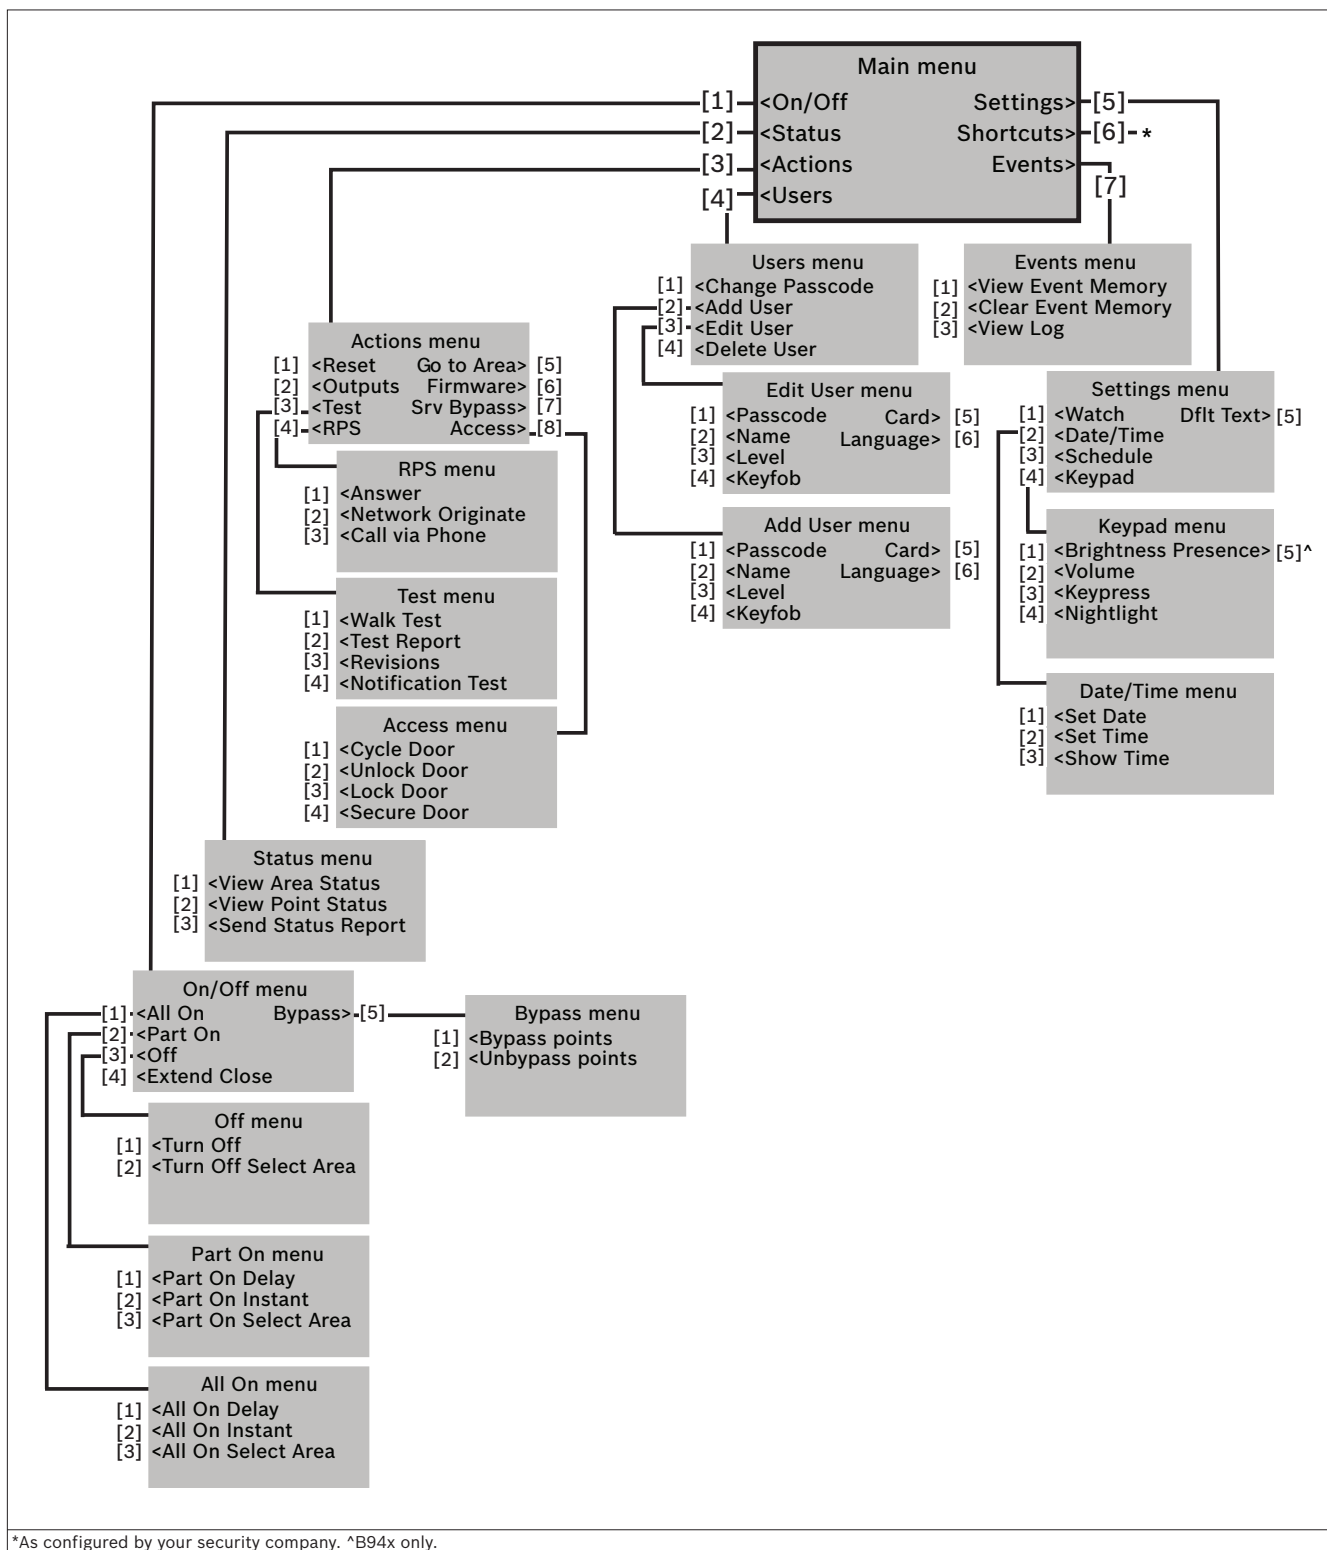 Main menu
[1] <On/Off Settings> [5]
[2] <Status Shortcuts> [6] *
[3] <Actions Events> [7]
[4] <Users
Users menu
[1] <Change Passcode
[2] <Add User
[3] <Edit User
[4] <Delete User
Events menu
[1] <View Event Memory
[2] <Clear Event Memory
[3] <View Log
Actions menu
[1] <Reset Go to Area> [5]
[2] <Outputs Firmware> [6]
[3] <Test Srv Bypass> [7]
[4] <RPS Access> [8]
Edit User menu
[1] <Passcode Card> [5]
[2] <Name Language> [6]
[3] <Level
[4] <Keyfob
Settings menu
[1] <Watch Dflt Text> [5]
[2] <Date/Time
[3] <Schedule
[4] <Keypad
RPS menu
[1] <Answer
[2] <Network Originate
[3] <Call via Phone
Add User menu
[1] <Passcode Card> [5]
[2] <Name Language> [6]
[3] <Level
[4] <Keyfob
Keypad menu
[1] <Brightness Presence> [5]^
[2] <Volume
[3] <Keypress
[4] <Nightlight
Test menu
[1] <Walk Test
[2] <Test Report
[3] <Revisions
[4] <Notification Test
Date/Time menu
[1] <Set Date
[2] <Set Time
[3] <Show Time
Access menu
[1] <Cycle Door
[2] <Unlock Door
[3] <Lock Door
[4] <Secure Door
Status menu
[1] <View Area Status
[2] <View Point Status
[3] <Send Status Report
On/Off menu
[1] <All On Bypass> [5]
[2] <Part On
[3] <Off
[4] <Extend Close
Bypass menu
[1] <Bypass points
[2] <Unbypass points
Off menu
[1] <Turn Off
[2] <Turn Off Select Area
Part On menu
[1] <Part On Delay
[2] <Part On Instant
[3] <Part On Select Area
All On menu
[1] <All On Delay
[2] <All On Instant
[3] <All On Select Area
*As configured by your security company. ^B94x only.